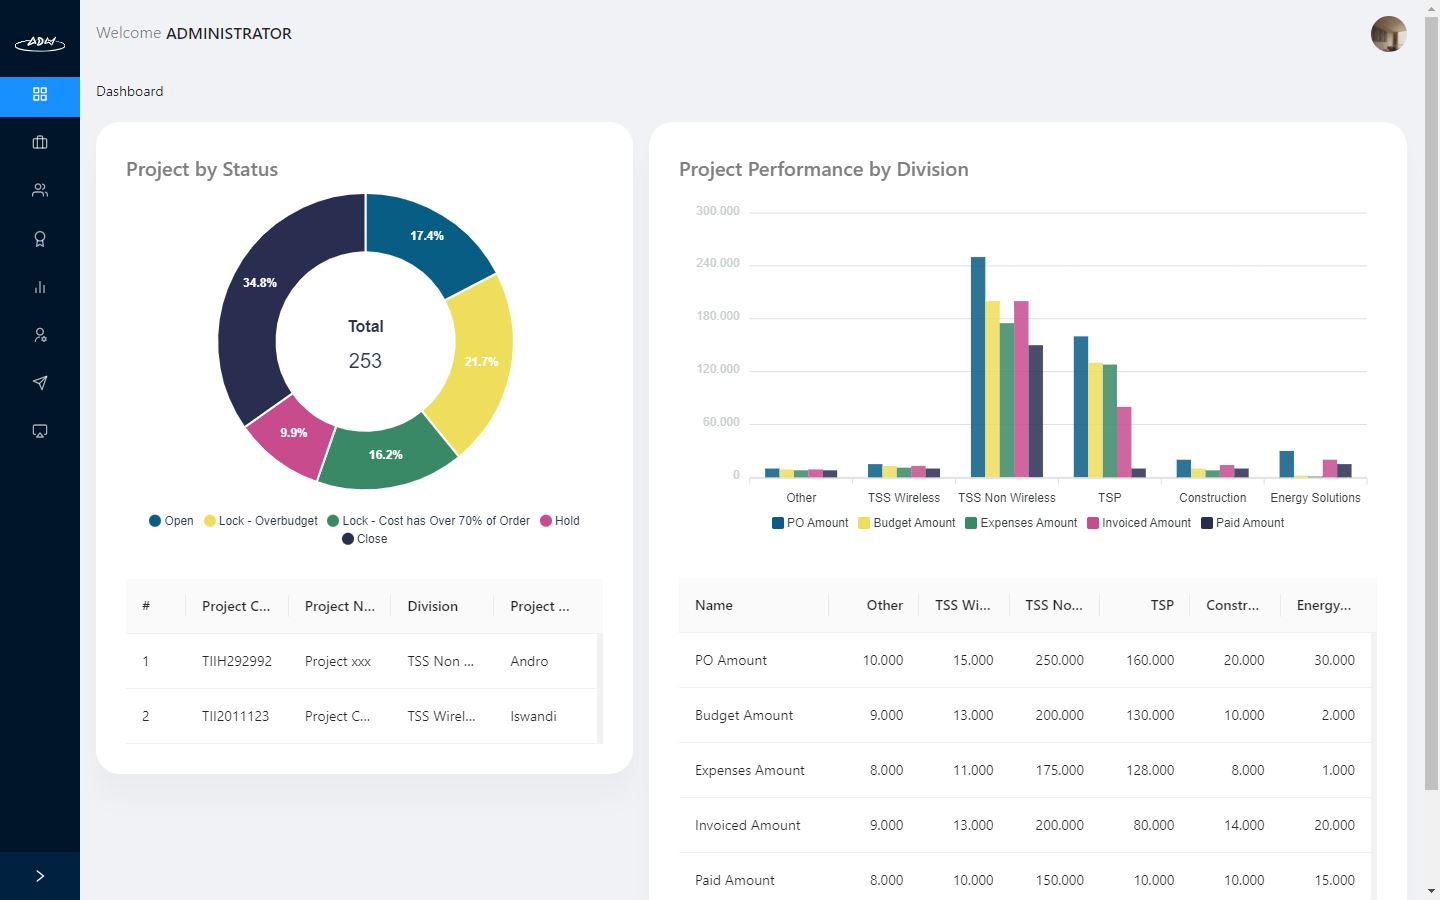 ADW
Welcome ADMINISTRATOR
Dashboard
Project by Status
17.4%
34.8%
Total
253
21.7%
9.9%
16.2%
Open Lock - Overbudget Lock - Cost has Over 70% of Order Hold
Close
# Project C... Project N... Division Project ...
1 TIIH292992 Project xxx TSS Non ... Andro
2 TII2011123 Project C... TSS Wirel... Iswandi
Project Performance by Division
300.000
240.000
180.000
120.000
60.000
0
Other TSS Wireless TSS Non Wireless TSP Construction Energy Solutions
PO Amount Budget Amount Expenses Amount Invoiced Amount Paid Amount
Name Other TSS Wi... TSS No... TSP Constr... Energy...
PO Amount 10.000 15.000 250.000 160.000 20.000 30.000
Budget Amount 9.000 13.000 200.000 130.000 10.000 2.000
Expenses Amount 8.000 11.000 175.000 128.000 8.000 1.000
Invoiced Amount 9.000 13.000 200.000 80.000 14.000 20.000
Paid Amount 8.000 10.000 150.000 10.000 10.000 15.000